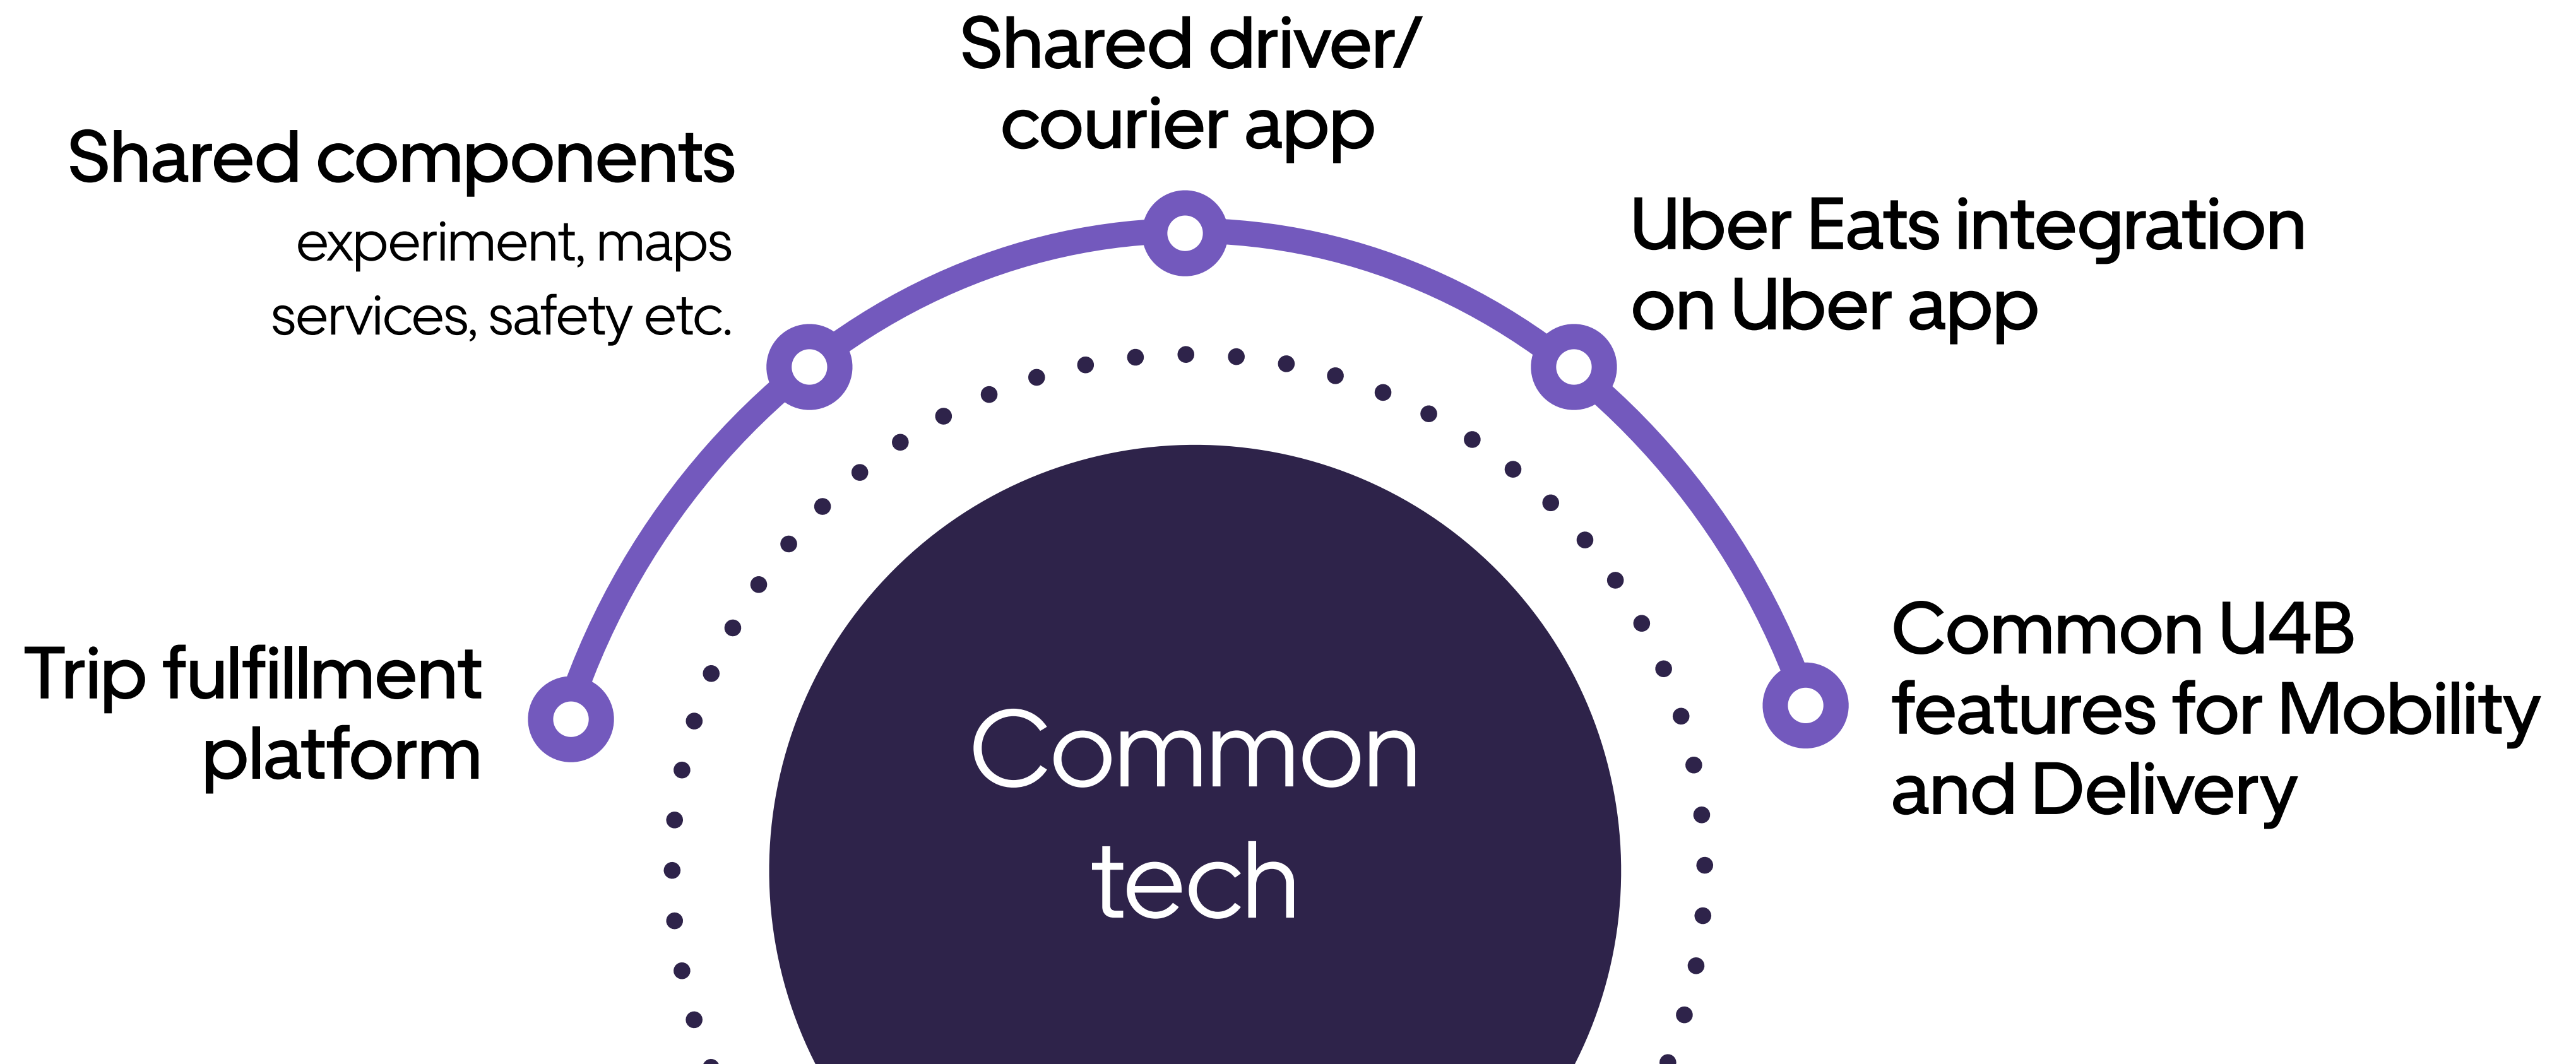 Shared driver/
courier app
Shared components
experiment, maps
services, safety etc.
Uber Eats integration
on Uber app
Trip fulfillment
platform
Common U4B
features for Mobility
and Delivery
Common
tech